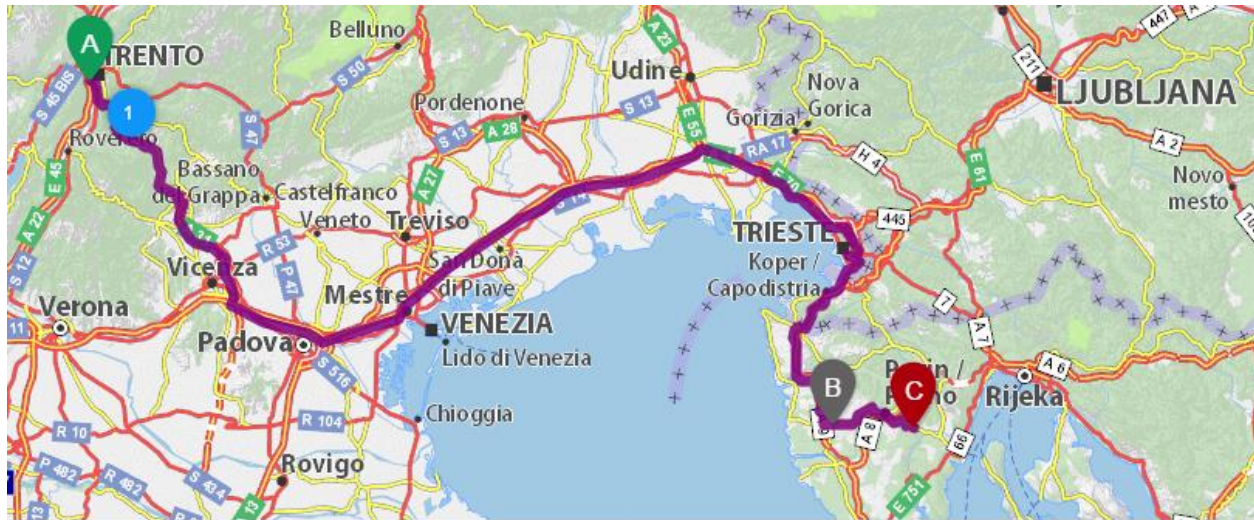 A
TRENTO
S 45 BIS
1
Rovereto
E 45
A 22
S 12
11
Verona
Belluno
S 50
S 47
Bassano
del Grappa
Castelfranco
Veneto
Treviso
A 27
S 13
Pordenone
A 28
S 13
A 23
Udine
E 55
RA 17
E 70
Nova
Gorica
Gorizia
H 4
S 14
San Donà
di Piave
R 53
P 47
Vicenza
Mestre
VENEZIA
Lido di Venezia
Padova
S 516
Chioggia
R 104
R 10
P 482
R 482
S 434
Rovigo
13
TRIESTE
Koper /
Capodistria
445
E 61
211
LJUBLJANA
447
A 2
Novo
mesto
7
A 7
A 6
Rijeka
B
C
A 8
66
E 751